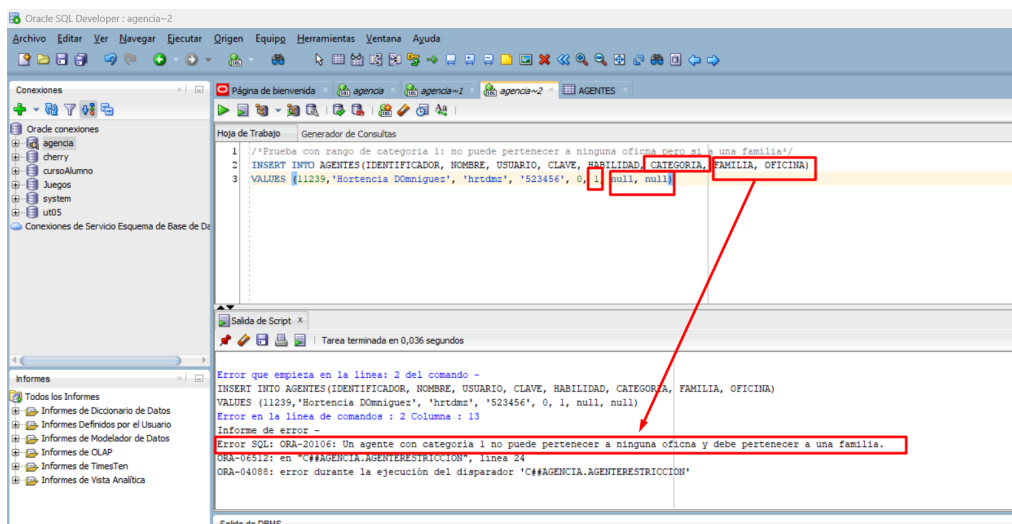 Oracle SQL Developer : agencia~2
Archivo Editar Ver Navegar Ejecutar Origen Equipo Herramientas Ventana Ayuda
Conexiones
Página de bienvenida agencia agencia~1 agencia~2 AGENTES
Hoja de Trabajo Generador de Consultas
Oracle conexiones
agencia
cherry
cursoAlumno
Juegos
system
ut05
Conexiones de Servicio Esquema de Base de Da
1 /*Prueba con rango de categoria 1: no puede pertenecer a ninguna oficna pero si a una familia*/
2 INSERT INTO AGENTES(IDENTIFICADOR, NOMBRE, USUARIO, CLAVE, HABILIDAD, CATEGORIA, FAMILIA, OFICINA)
3 VALUES (11239,'Hortencia DOmniguez', 'hrtdmz', '523456', 0, 1, null, null)
Salida de Script
Tarea terminada en 0,036 segundos
Error que empieza en la línea: 2 del comando -
INSERT INTO AGENTES(IDENTIFICADOR, NOMBRE, USUARIO, CLAVE, HABILIDAD, CATEGORIA, FAMILIA, OFICINA)
VALUES (11239,'Hortencia DOmniguez', 'hrtdmz', '523456', 0, 1, null, null)
Error en la línea de comandos : 2 Columna : 13
Informe de error -
Error SQL: ORA-20106: Un agente con categoria 1 no puede pertenecer a ninguna oficna y debe pertenecer a una familia.
ORA-06512: en "C##AGENCIA.AGENTERESTRICCION", línea 24
ORA-04088: error durante la ejecución del disparador 'C##AGENCIA.AGENTERESTRICCION'
Informes
Todos los Informes
Informes de Diccionario de Datos
Informes Definidos por el Usuario
Informes de Modelador de Datos
Informes de OLAP
Informes de TimesTen
Informes de Vista Analítica
Salida de DBMS